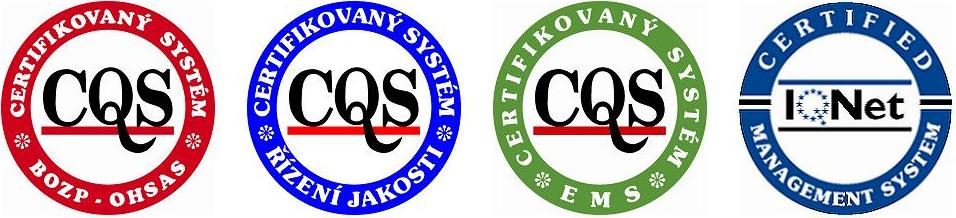 CERTIFIKOVANÝ SYSTÉM
CQS
BOZP - OHSAS
CERTIFIKOVANÝ SYSTÉM
CQS
ŘÍZENÍ JAKOSTI
CERTIFIKOVANÝ SYSTÉM
CQS
EMS
CERTIFIED
IQNet
MANAGEMENT SYSTEM